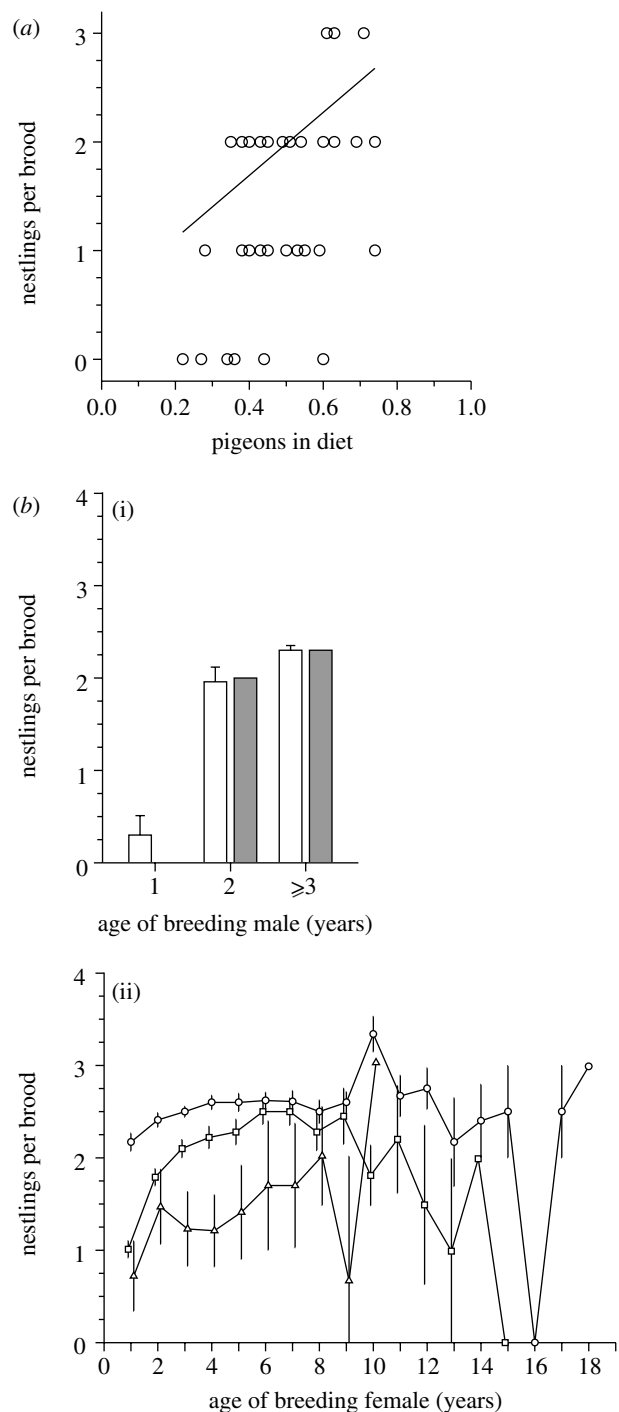 (a)
3
2
1
0
nestlings per brood
0.0 0.2 0.4 0.6 0.8 1.0
pigeons in diet
(b)
(i)
4
3
2
1
0
nestlings per brood
1 2 ⩾3
age of breeding male (years)
(ii)
4
3
2
1
0
nestlings per brood
0 2 4 6 8 10 12 14 16 18
age of breeding female (years)